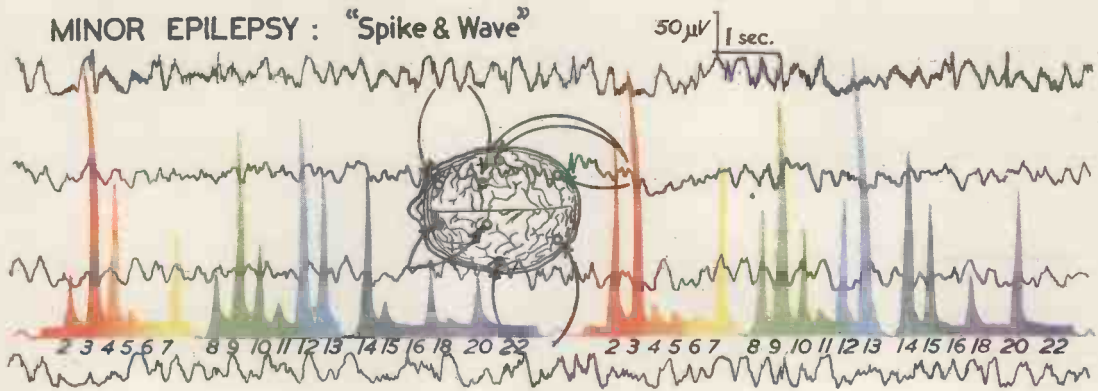 MINOR EPILEPSY : "Spike & Wave"
50 μV
1 sec.
2 3 4 5 6 7 8 9 10 11 12 13 14 15 16 18 20 22 2 3 4 5 6 7 8 9 10 11 12 13 14 15 16 18 20 22